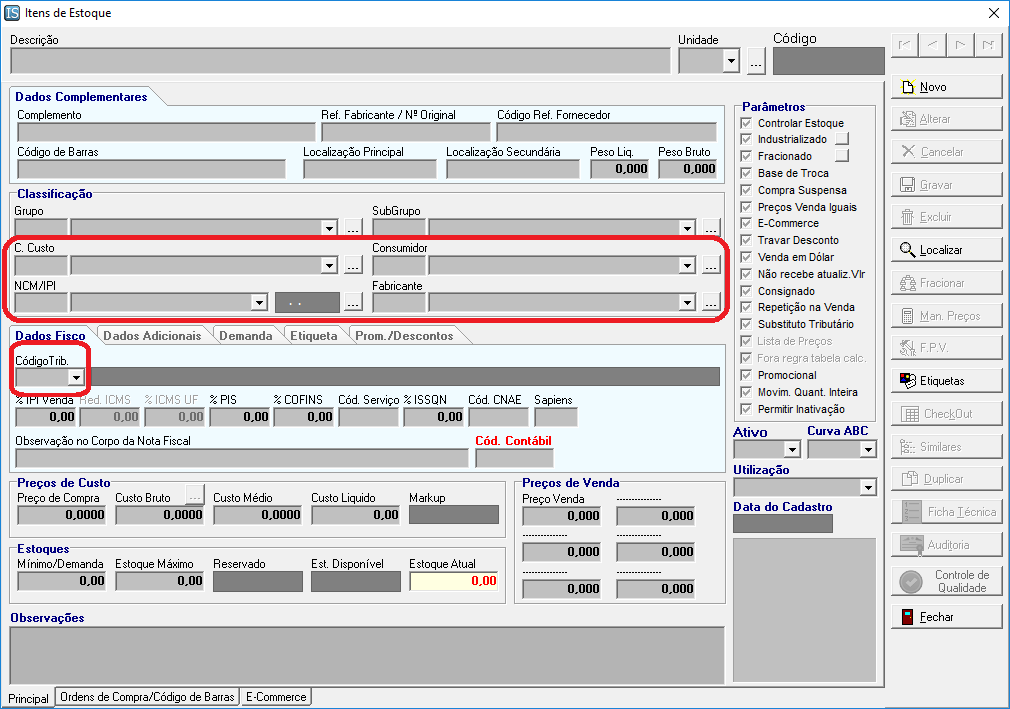 IS Itens de Estoque
Descrição Unidade Código
...
Dados Complementares
Complemento Ref. Fabricante / Nº Original Código Ref. Fornecedor
Código de Barras Localização Principal Localização Secundária Peso Liq. Peso Bruto
0,000 0,000
Classificação
Grupo SubGrupo
... ...
C. Custo Consumidor
... ...
NCM/IPI Fabricante
. . ... ...
Dados Fisco Dados Adicionais Demanda Etiqueta Prom./Descontos
CódigoTrib.
% IPI Venda Red. ICMS % ICMS UF % PIS % COFINS Cód. Serviço % ISSQN Cód. CNAE Sapiens
0,00 0,00 0,00 0,00 0,00 0,00
Observação no Corpo da Nota Fiscal Cód. Contábil
Preços de Custo
Preço de Compra Custo Bruto ... Custo Médio Custo Liquido Markup
0,0000 0,0000 0,0000 0,00
Estoques
Mínimo/Demanda Estoque Máximo Reservado Est. Disponível Estoque Atual
0,00 0,00 0,00
Preços de Venda
Preço Venda ---------------
0,000 0,000
--------------- ---------------
0,000 0,000
--------------- ---------------
0,000 0,000
Observações
Principal Ordens de Compra/Código de Barras E-Commerce
Parâmetros
Controlar Estoque
Industrializado
Fracionado
Base de Troca
Compra Suspensa
Preços Venda Iguais
E-Commerce
Travar Desconto
Venda em Dólar
Não recebe atualiz.Vlr
Consignado
Repetição na Venda
Substituto Tributário
Lista de Preços
Fora regra tabela calc.
Promocional
Movim. Quant. Inteira
Permitir Inativação
Ativo Curva ABC
Utilização
Data do Cadastro
Novo
Alterar
Cancelar
Gravar
Excluir
Localizar
Fracionar
Man. Preços
F.P.V.
Etiquetas
CheckOut
Similares
Duplicar
Ficha Técnica
Auditoria
Controle de
Qualidade
Fechar